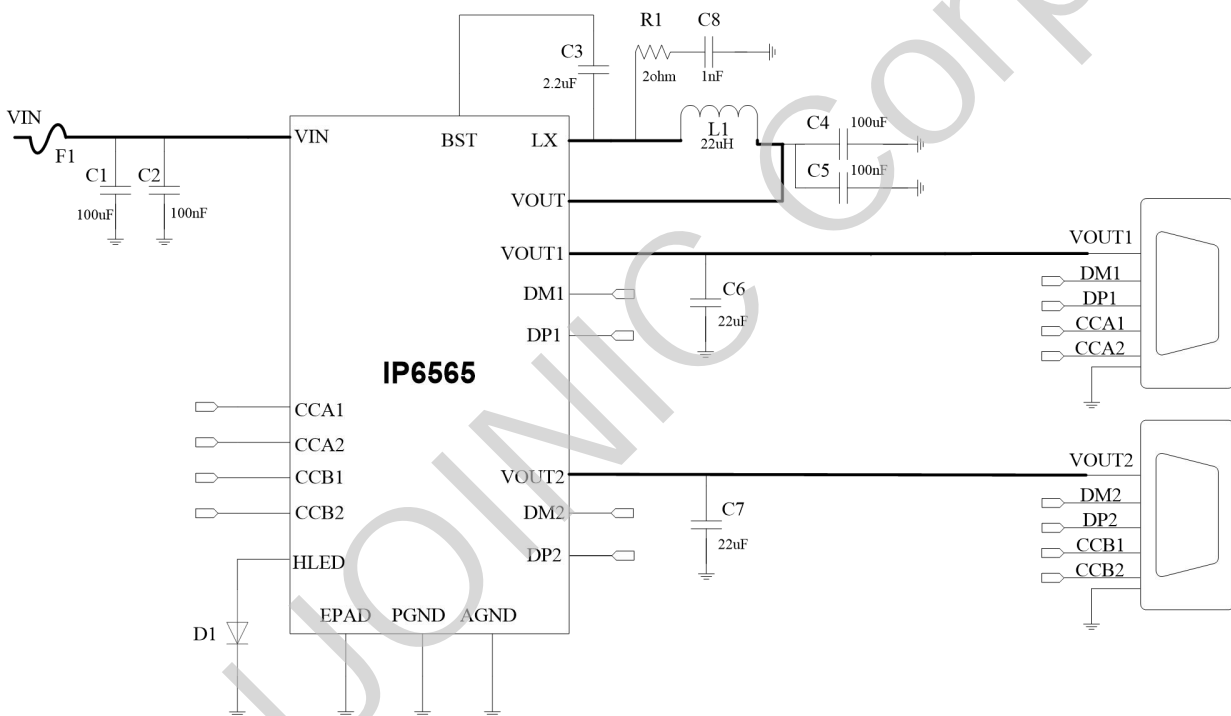 R1
C8
C3
2.2uF
2ohm
1nF
VIN
F1
C1
C2
100uF
100nF
VIN
BST
LX
L1
22uH
C4
100uF
C5
100nF
VOUT
VOUT1
DM1
DP1
C6
22uF
IP6565
CCA1
CCA2
CCB1
CCB2
HLED
VOUT2
DM2
DP2
C7
22uF
EPAD
PGND
AGND
D1
VOUT1
DM1
DP1
CCA1
CCA2
VOUT2
DM2
DP2
CCB1
CCB2
UOINIC Corp